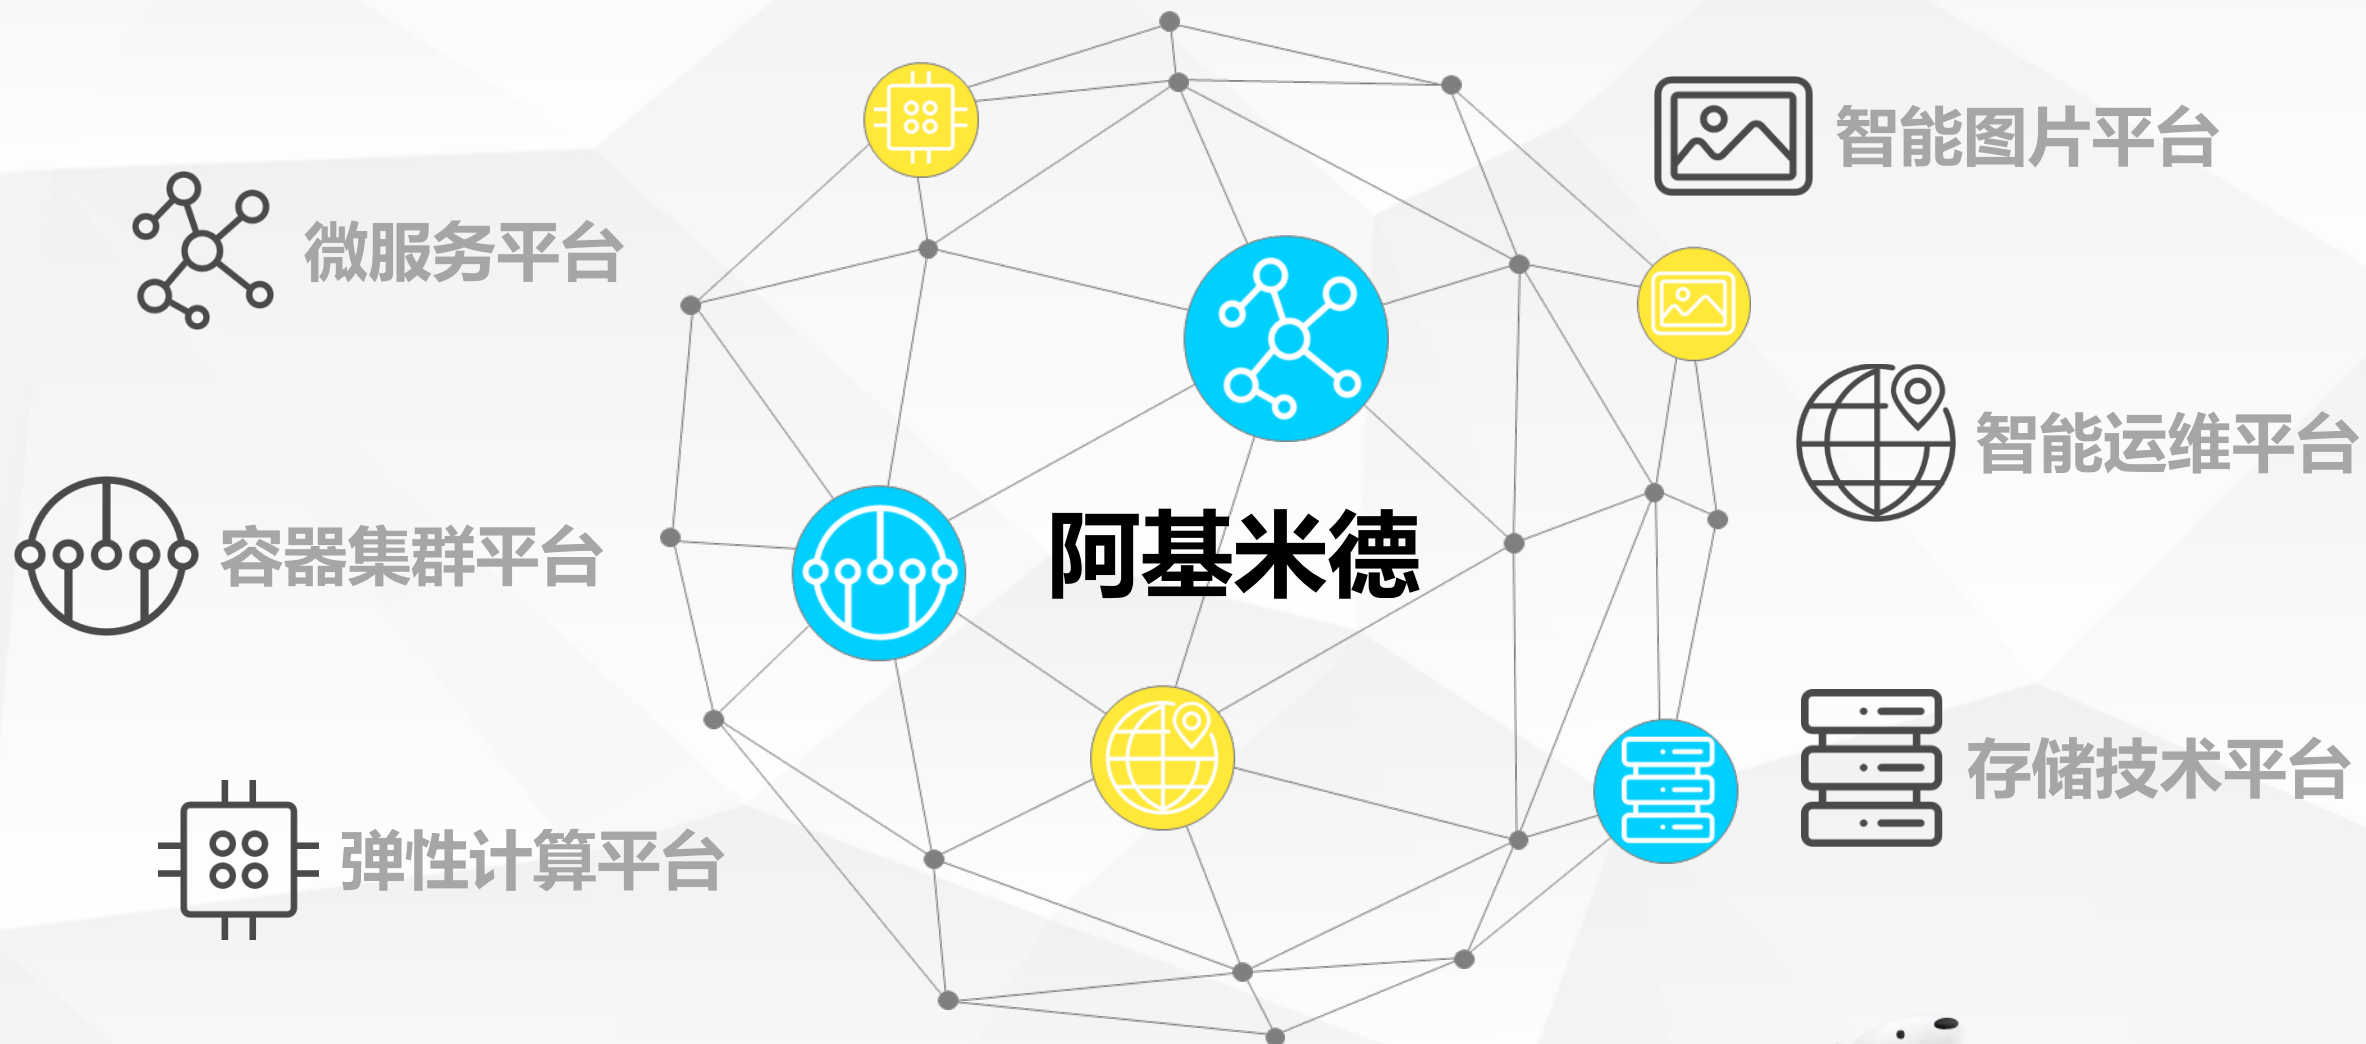 微服务平台
容器集群平台
弹性计算平台
阿基米德
智能图片平台
智能运维平台
存储技术平台